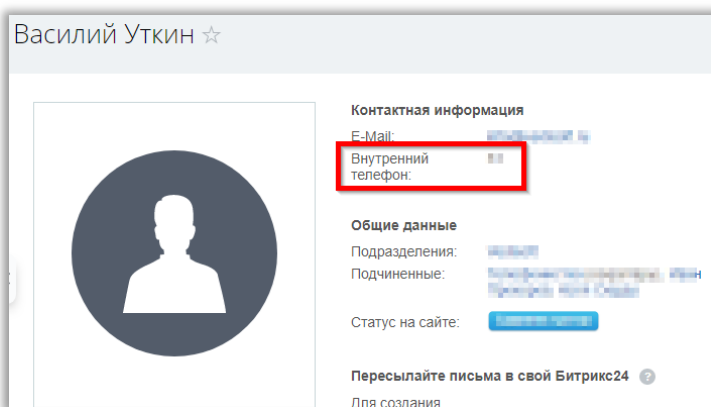 Василий Уткин
Контактная информация
E-Mail:
Внутренний
телефон:
Общие данные
Подразделения:
Подчиненные:
Статус на сайте:
Пересылайте письма в свой Битрикс24 ?
Для создания